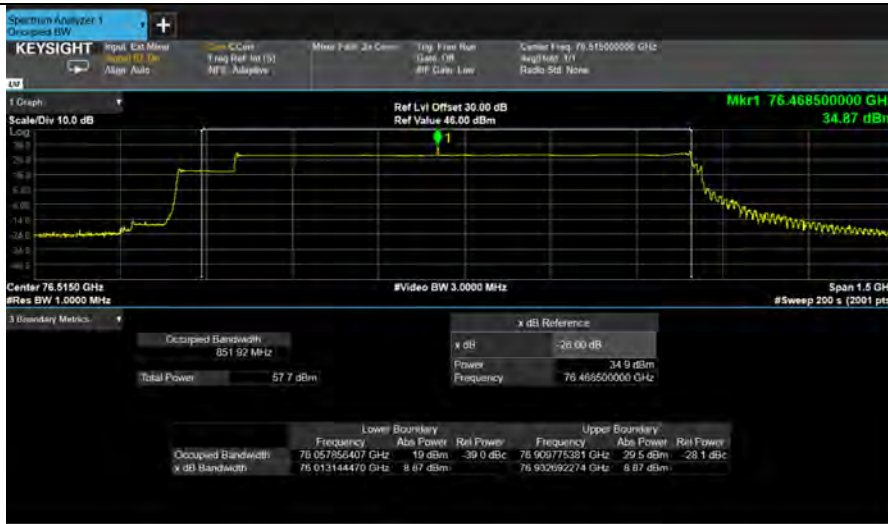 Spectrum Analyzer 1
Occupied BW
KEYSIGHT
Input: Ext Mixer
Align: Auto
CCorr
Freq Ref: Int (S)
NFE: Adaptive
Trig: Free Run
Gate: Off
#IF Gain: Low
Center Freq: 76.515000000 GHz
Avg|Hold: 1/1
Radio Std: None
1 Graph
Scale/Div 10.0 dB
Ref Lvl Offset 30.00 dB
Ref Value 46.00 dBm
Mkr1 76.468500000 GH
34.87 dBm
Log
1
Center 76.5150 GHz
#Res BW 1.0000 MHz
#Video BW 3.0000 MHz
Span 1.5 GH
#Sweep 200 s (2001 pts
3 Boundary Metrics
Occupied Bandwidth
851.92 MHz
Total Power 57.7 dBm
x dB Reference
x dB -26.00 dB
Power 34.9 dBm
Frequency 76.468500000 GHz
Lower Boundary Upper Boundary
Frequency Abs Power Rel Power Frequency Abs Power Rel Power
Occupied Bandwidth 76.057856407 GHz 19 dBm -39.0 dBc 76.909775381 GHz 29.5 dBm -28.1 dBc
x dB Bandwidth 76.013144470 GHz 8.87 dBm 76.932692274 GHz 8.87 dBm